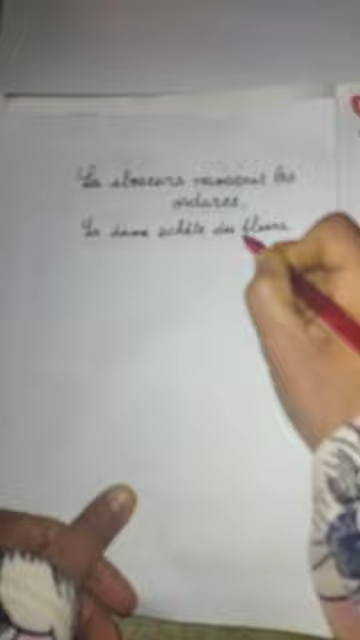 Les éboueurs ramassent les
ordures.
La dame achète des fleurs.